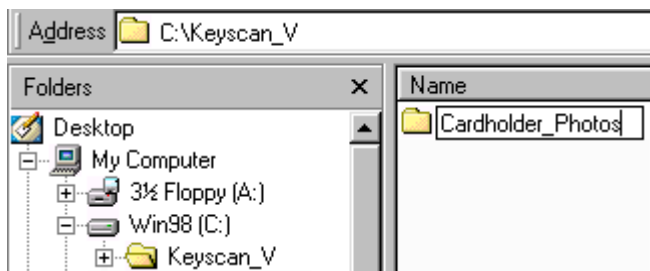 Address C:\Keyscan_V
Folders
Name
Desktop
Cardholder_Photos
My Computer
3½ Floppy (A:)
Win98 (C:)
Keyscan_V